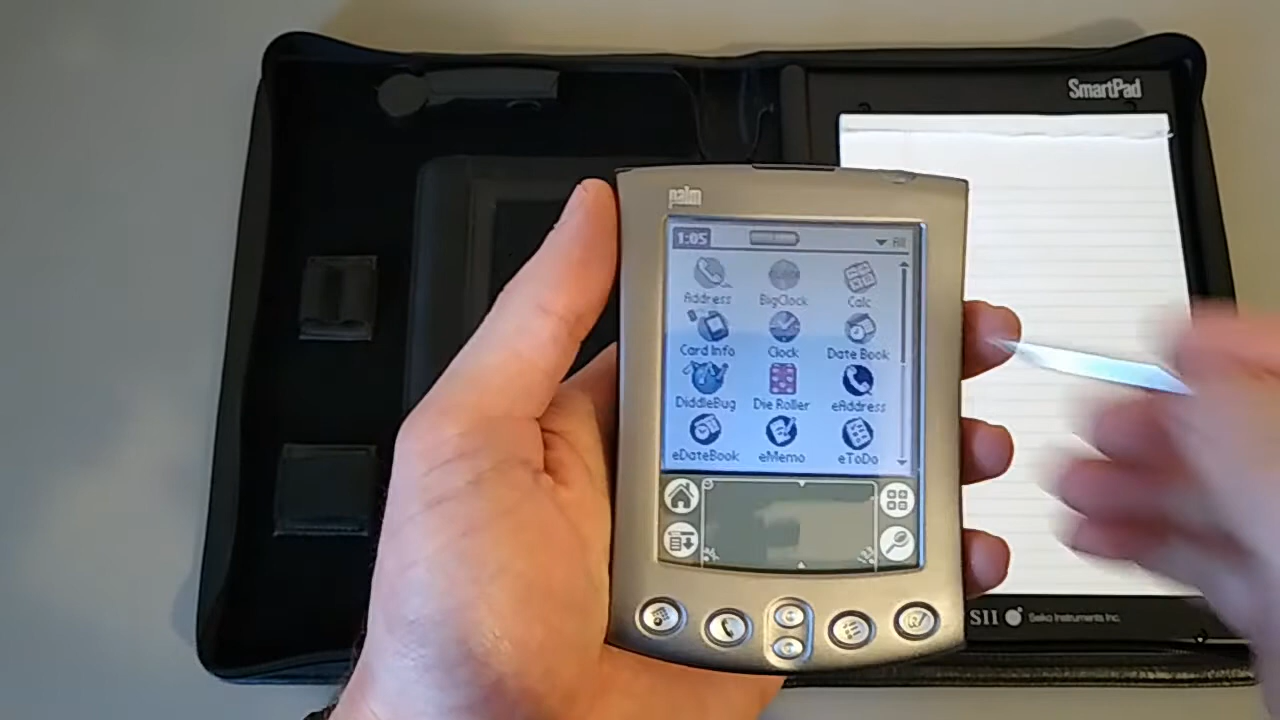 SmartPad
palm
1:05 All
Address BigClock Calc
Card Info Clock Date Book
DiddleBug Die Roller eAddress
eDateBook eMemo eToDo
SII Seiko Instruments Inc.